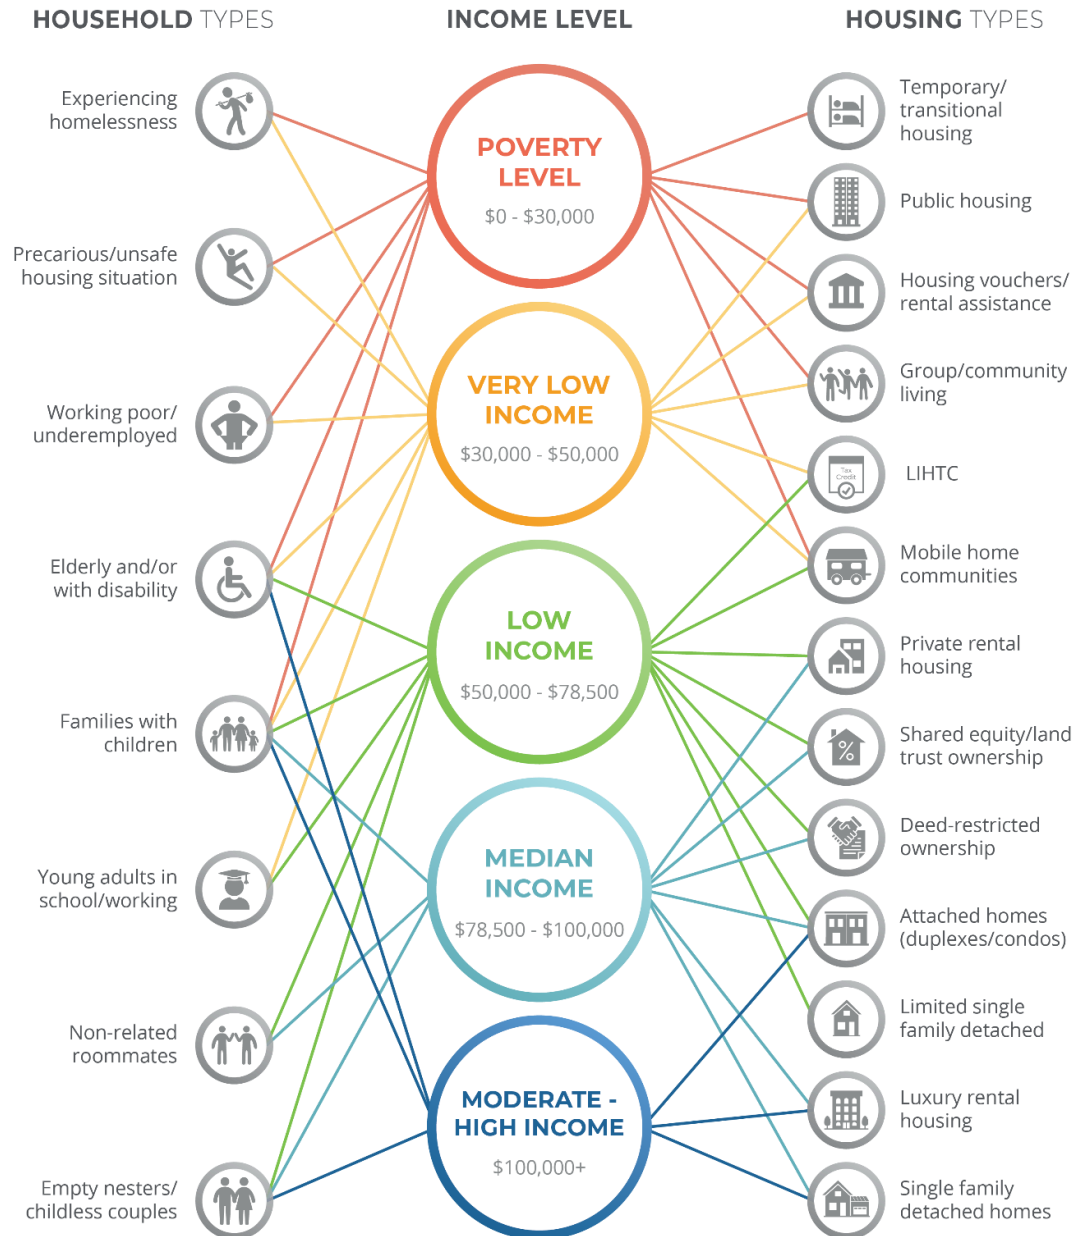 HOUSEHOLD TYPES
Experiencing
homelessness
Precarious/unsafe
housing situation
Working poor/
underemployed
Elderly and/or
with disability
Families with
children
Young adults in
school/working
Non-related
roommates
Empty nesters/
childless couples
INCOME LEVEL
POVERTY
LEVEL
$0 - $30,000
VERY LOW
INCOME
$30,000 - $50,000
LOW
INCOME
$50,000 - $78,500
MEDIAN
INCOME
$78,500 - $100,000
MODERATE -
HIGH INCOME
$100,000+
HOUSING TYPES
Temporary/
transitional
housing
Public housing
Housing vouchers/
rental assistance
Group/community
living
Tax
Credit
LIHTC
Mobile home
communities
Private rental
housing
%
Shared equity/land
trust ownership
Deed-restricted
ownership
Attached homes
(duplexes/condos)
Limited single
family detached
Luxury rental
housing
Single family
detached homes